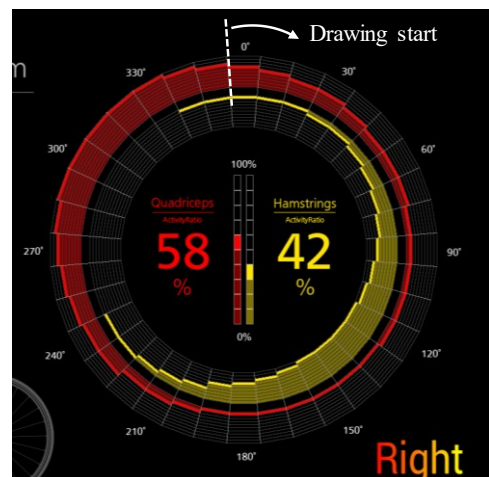 Drawing start
m
0°
330°
30°
300°
60°
100%
Quadriceps
Hamstrings
ActivityRatio
ActivityRatio
270°
58
42
90°
%
%
0%
240°
120°
210°
150°
180°
Right